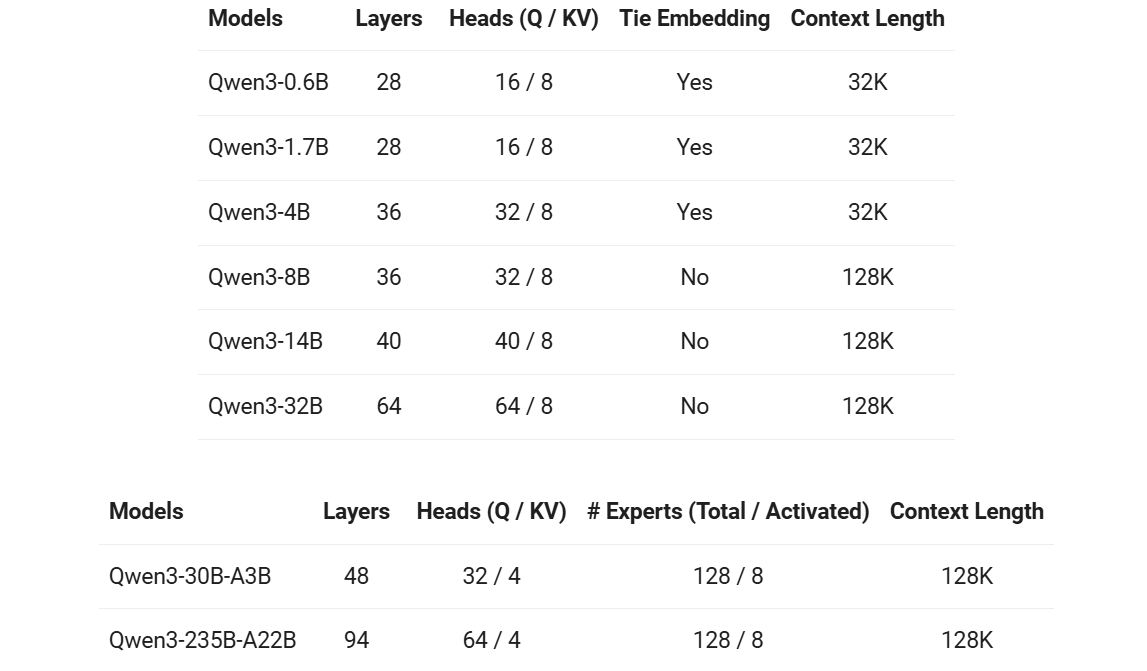 Models Layers Heads (Q / KV) Tie Embedding Context Length
Qwen3-0.6B 28 16 / 8 Yes 32K
Qwen3-1.7B 28 16 / 8 Yes 32K
Qwen3-4B 36 32 / 8 Yes 32K
Qwen3-8B 36 32 / 8 No 128K
Qwen3-14B 40 40 / 8 No 128K
Qwen3-32B 64 64 / 8 No 128K
Models Layers Heads (Q / KV) # Experts (Total / Activated) Context Length
Qwen3-30B-A3B 48 32 / 4 128 / 8 128K
Qwen3-235B-A22B 94 64 / 4 128 / 8 128K